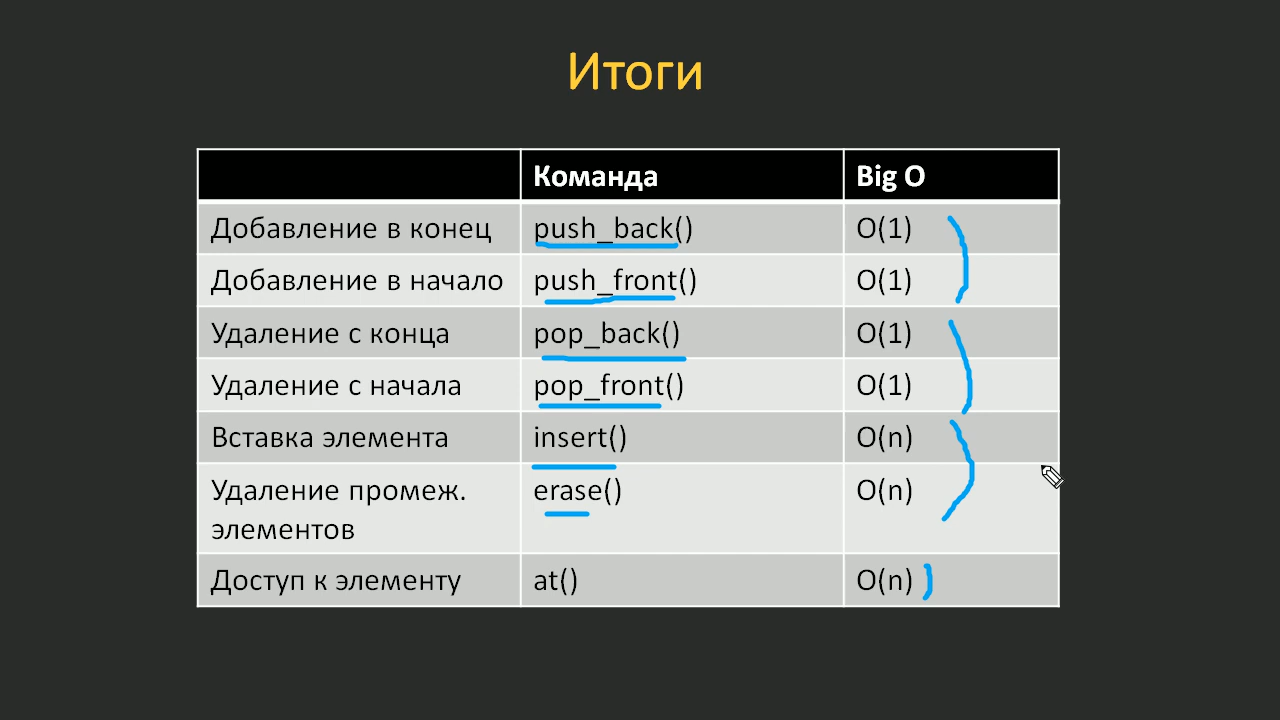 Итоги
Команда Big O
Добавление в конец push_back() O(1)
Добавление в начало push_front() O(1)
Удаление с конца pop_back() O(1)
Удаление с начала pop_front() O(1)
Вставка элемента insert() O(n)
Удаление промеж. erase() O(n)
элементов
Доступ к элементу at() O(n)